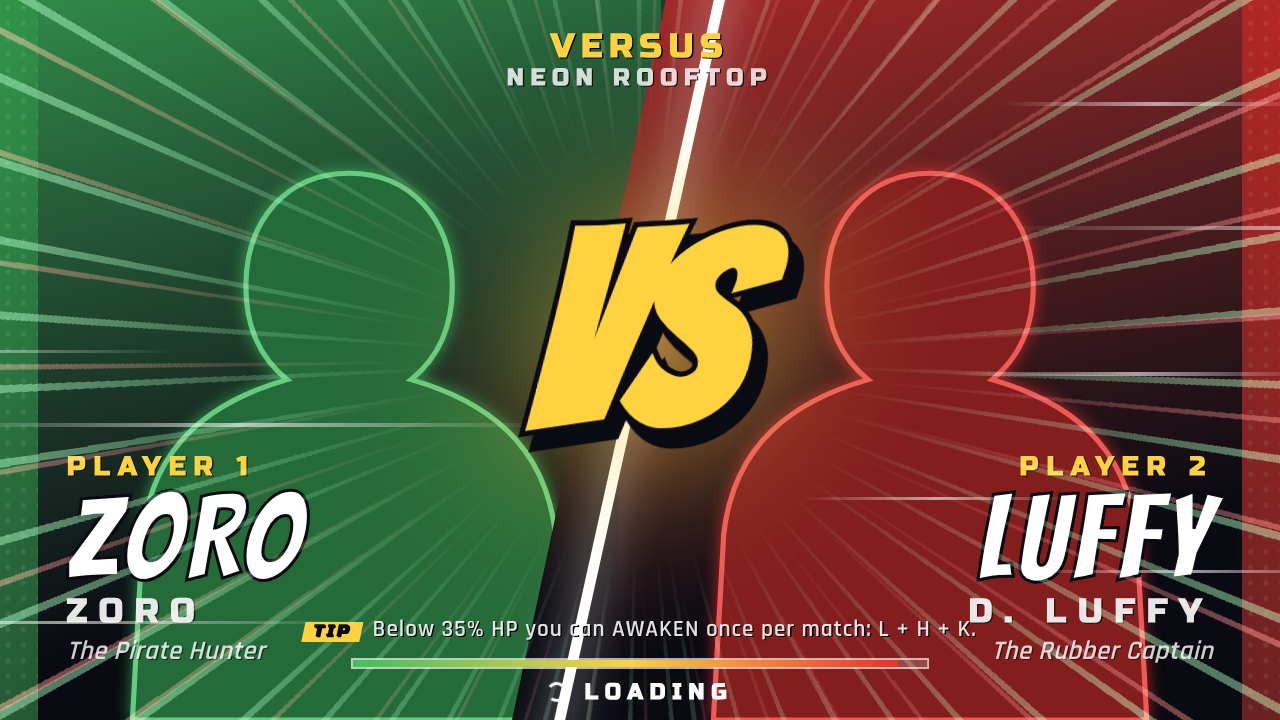 VERSUS
NEON ROOFTOP
VS
PLAYER 1
ZORO
ZORO
The Pirate Hunter
PLAYER 2
LUFFY
D. LUFFY
The Rubber Captain
TIP Below 35% HP you can AWAKEN once per match: L + H + K.
LOADING